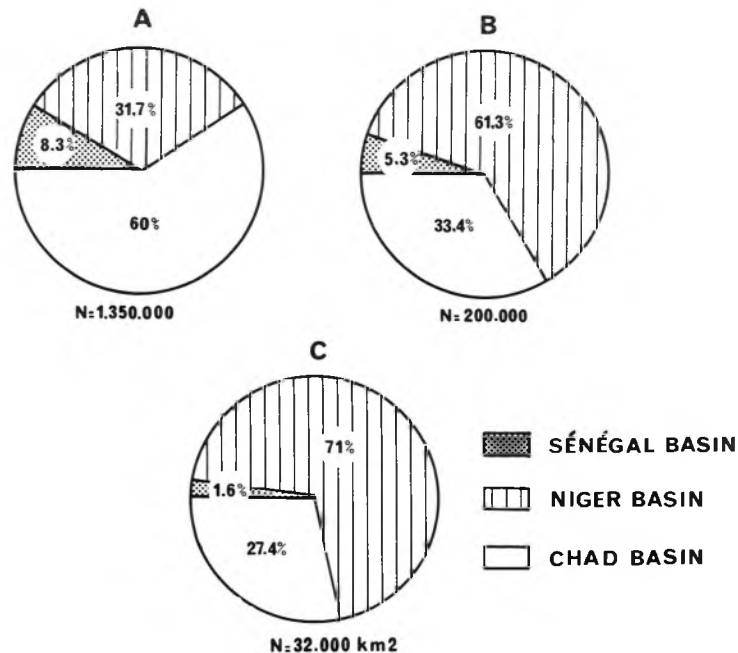 A
31.7%
8.3%
60%
N=1.350.000
B
61.3%
5.3%
33.4%
N=200.000
C
71%
1.6%
27.4%
N=32.000 km2
SÉNÉGAL BASIN
NIGER BASIN
CHAD BASIN